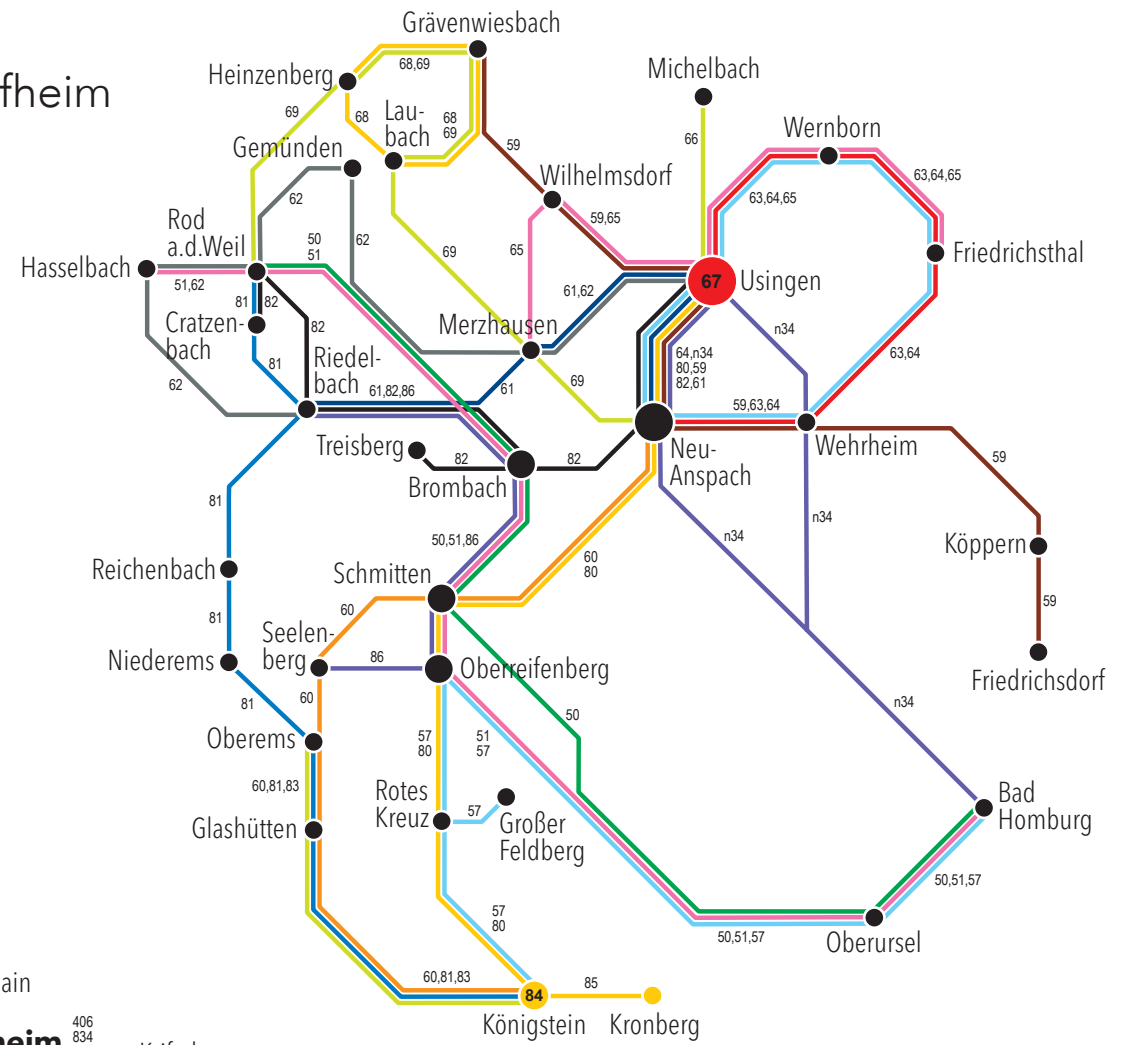 Grävenwiesbach
fheim
Heinzenberg
68,69
Michelbach
69
68
Lau-
bach
68
69
Wernborn
66
Gemünden
59
Wilhelmsdorf
63,64,65
63,64,65
62
59,65
Rod
a.d.Weil
50
51
62
69
65
Friedrichsthal
Hasselbach
51,62
67
Usingen
61,62
81
82
Cratzen-
bach
82
Merzhausen
n34
81
Riedel-
bach
64,n34
80,59
82,61
63,64
62
61,82,86
61
69
59,63,64
Treisberg
82
82
Neu-
Anspach
Wehrheim
59
Brombach
81
n34
n34
50,51,86
60
80
Köppern
Reichenbach
Schmitten
60
59
81
Seelen-
berg
86
Niederems
Oberreifenberg
Friedrichsdorf
60
81
n34
50
Oberems
57
80
51
57
60,81,83
Rotes
Kreuz
57
Großer
Feldberg
Bad
Homburg
Glashütten
50,51,57
57
80
50,51,57
Oberursel
60,81,83
85
84
ain
Königstein
Kronberg
406
834
heim